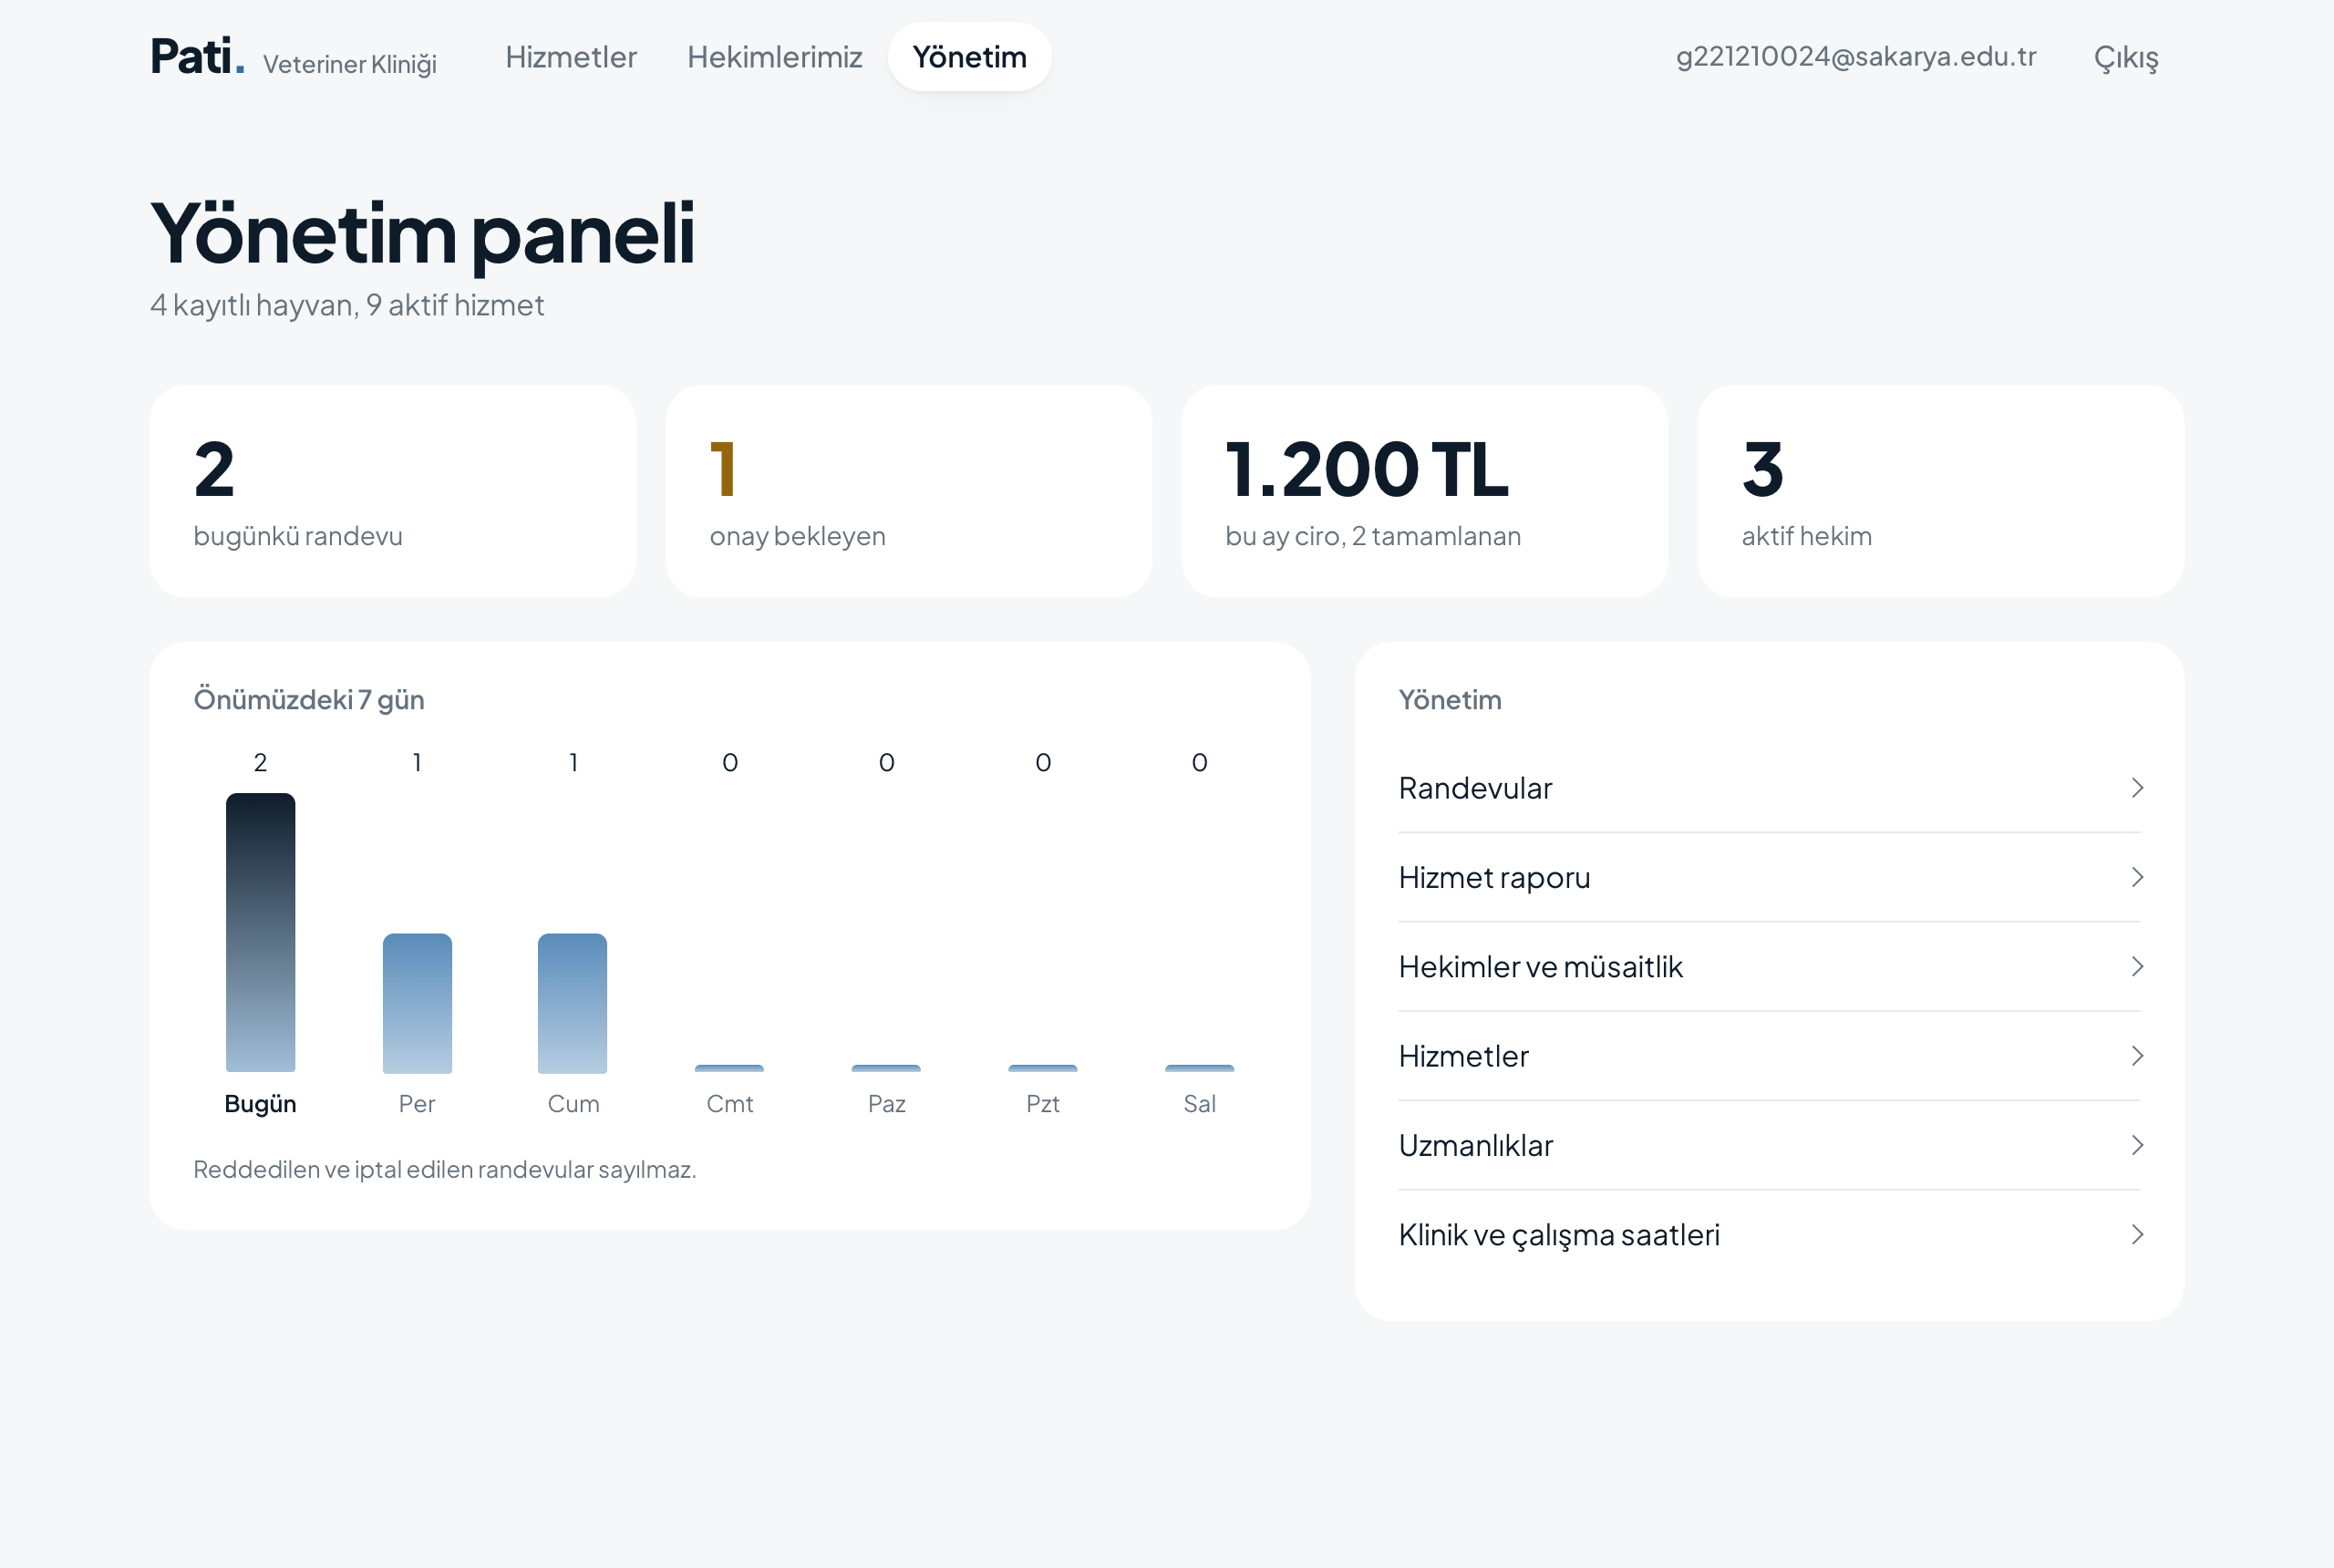 Pati. Veteriner Kliniği Hizmetler Hekimlerimiz Yönetim g221210024@sakarya.edu.tr Çıkış
Yönetim paneli
4 kayıtlı hayvan, 9 aktif hizmet
2
bugünkü randevu
1
onay bekleyen
1.200 TL
bu ay ciro, 2 tamamlanan
3
aktif hekim
Önümüzdeki 7 gün
2 1 1 0 0 0 0
Bugün Per Cum Cmt Paz Pzt Sal
Reddedilen ve iptal edilen randevular sayılmaz.
Yönetim
Randevular
Hizmet raporu
Hekimler ve müsaitlik
Hizmetler
Uzmanlıklar
Klinik ve çalışma saatleri